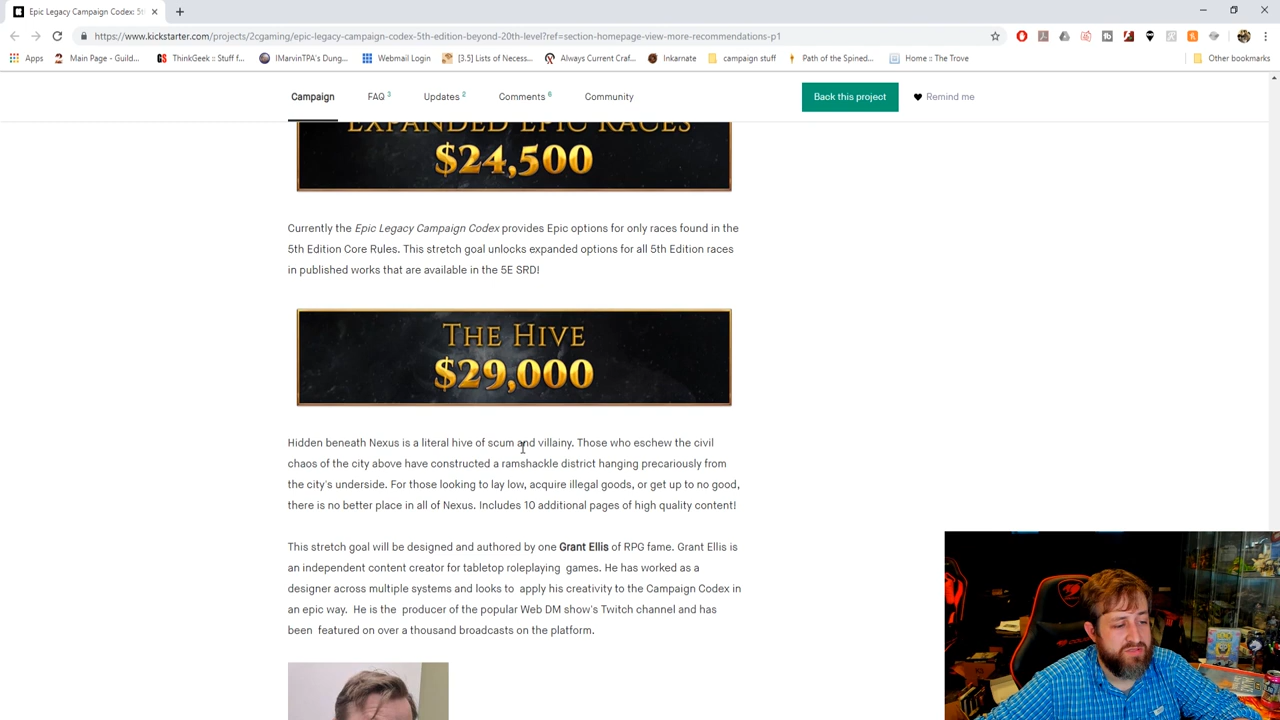 Epic Legacy Campaign Codex: 5th
https://www.kickstarter.com/projects/2cgaming/epic-legacy-campaign-codex-5th-edition-beyond-20th-level?ref=section-homepage-view-more-recommendations-p1
Apps Main Page - Guild... ThinkGeek :: Stuff f... IMarvinTPA's Dung... Webmail Login [3.5] Lists of Necess... Always Current Craf... Inkarnate campaign stuff Path of the Spined... Home :: The Trove Other bookmarks
Campaign FAQ 3 Updates 2 Comments 6 Community Back this project Remind me
EXPANDED EPIC RACES
$24,500
Currently the Epic Legacy Campaign Codex provides Epic options for only races found in the
5th Edition Core Rules. This stretch goal unlocks expanded options for all 5th Edition races
in published works that are available in the 5E SRD!
THE HIVE
$29,000
Hidden beneath Nexus is a literal hive of scum and villainy. Those who eschew the civil
chaos of the city above have constructed a ramshackle district hanging precariously from
the city's underside. For those looking to lay low, acquire illegal goods, or get up to no good,
there is no better place in all of Nexus. Includes 10 additional pages of high quality content!
This stretch goal will be designed and authored by one Grant Ellis of RPG fame. Grant Ellis is
an independent content creator for tabletop roleplaying games. He has worked as a
designer across multiple systems and looks to apply his creativity to the Campaign Codex in
an epic way. He is the producer of the popular Web DM show's Twitch channel and has
been featured on over a thousand broadcasts on the platform.